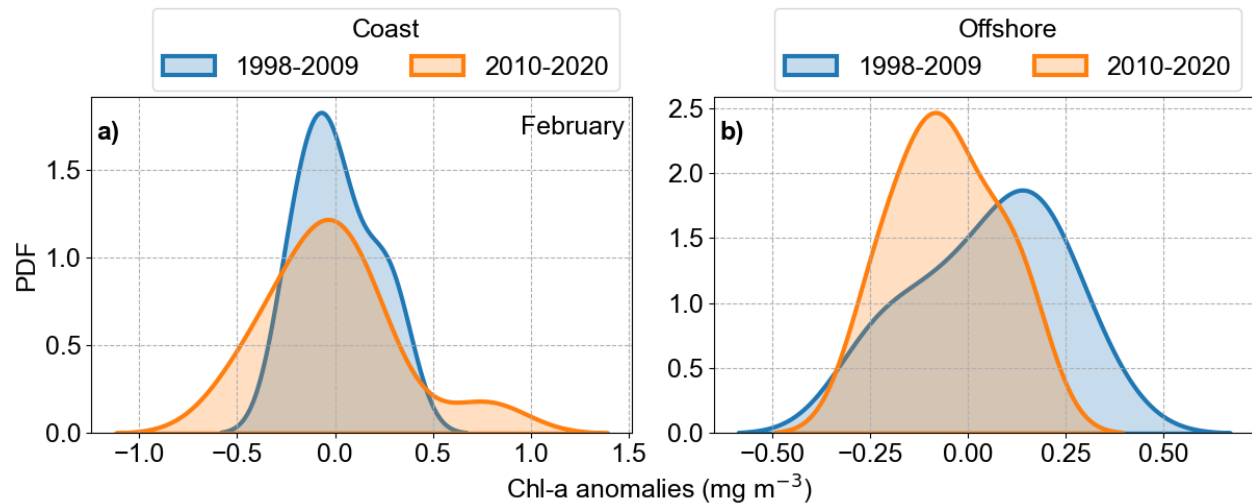 Coast
1998-2009 2010-2020
Offshore
1998-2009 2010-2020
a)
February
b)
PDF
0.0
0.5
1.0
1.5
−1.0 −0.5 0.0 0.5 1.0 1.5
0.0
0.5
1.0
1.5
2.0
2.5
−0.50 −0.25 0.00 0.25 0.50
Chl-a anomalies (mg m⁻³)